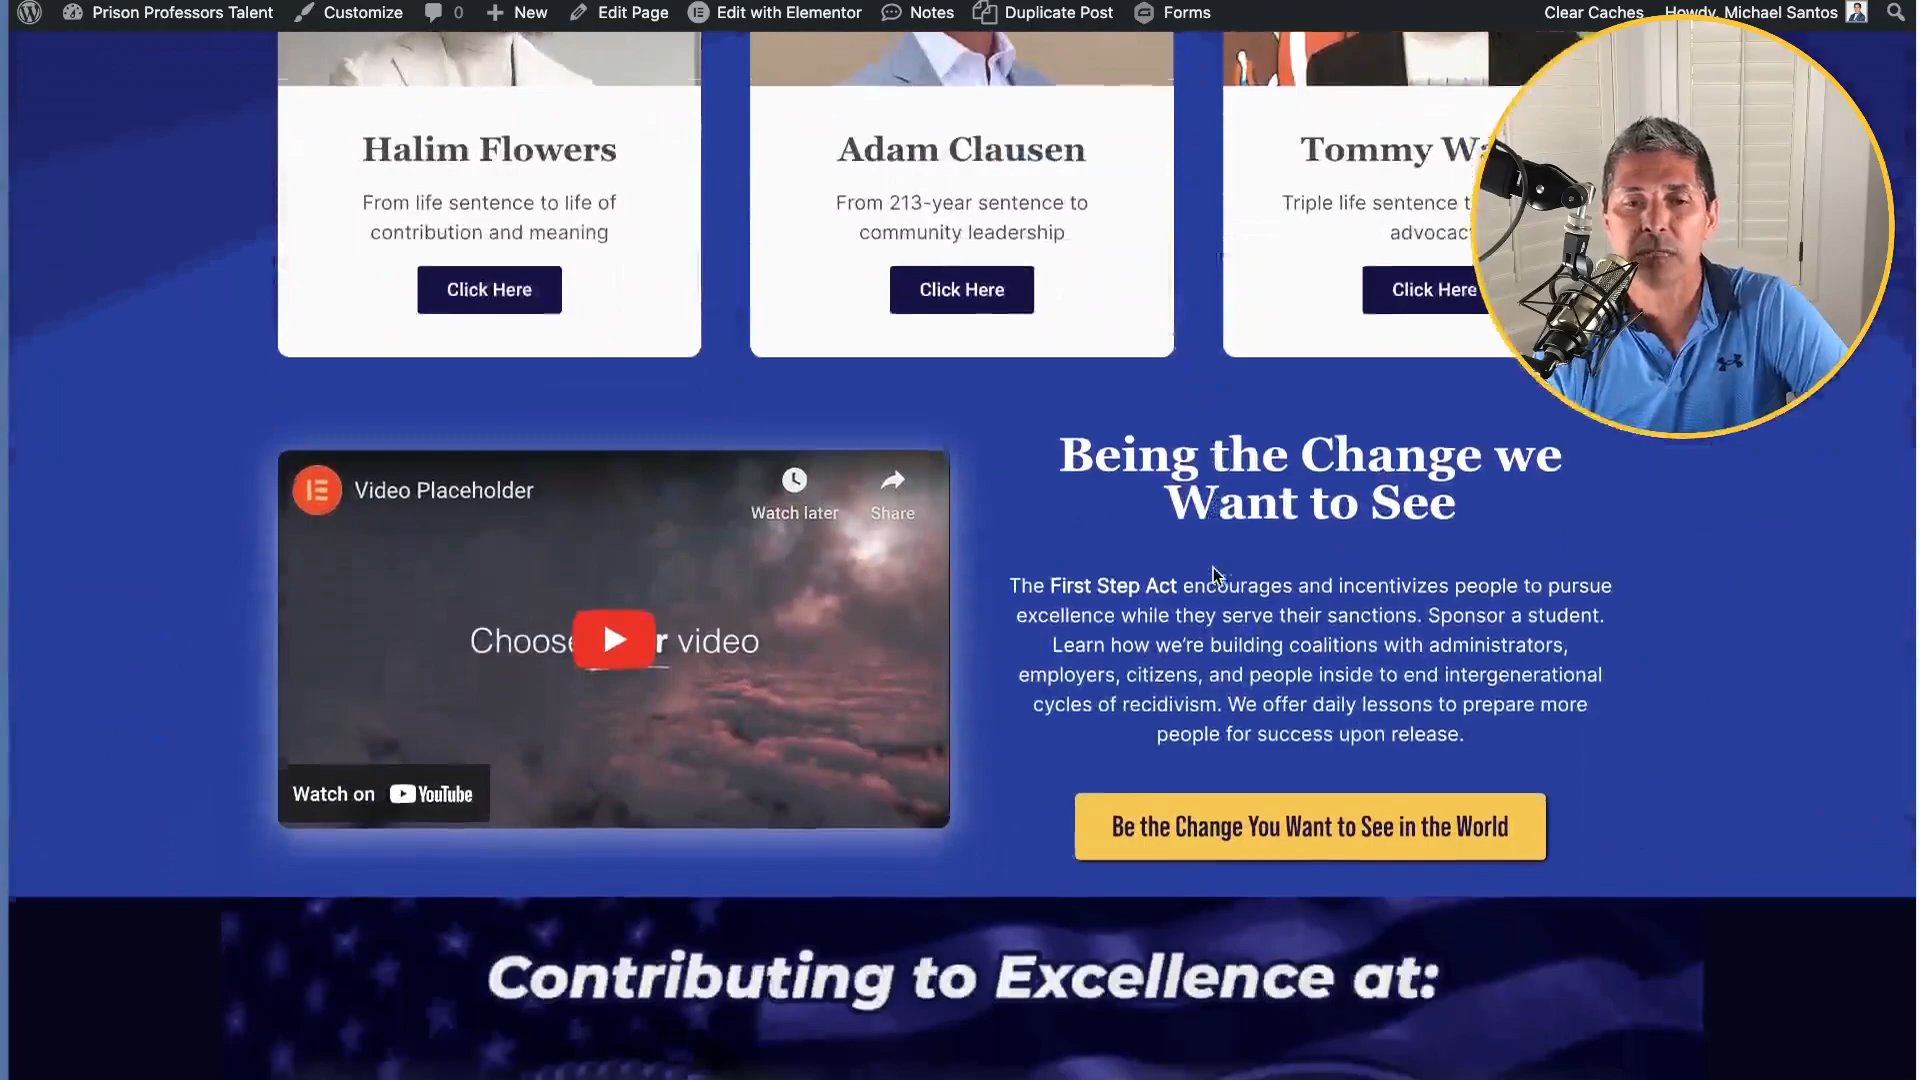 Prison Professors Talent Customize 0 New Edit Page Edit with Elementor Notes Duplicate Post Forms Clear Caches Howdy, Michael Santos
Halim Flowers
From life sentence to life of
contribution and meaning
Click Here
Adam Clausen
From 213-year sentence to
community leadership
Click Here
Tommy
Triple life sentence
Click Here
Video Placeholder
Watch later
Share
Choose video
Watch on YouTube
Being the Change we
Want to See
The First Step Act encourages and incentivizes people to pursue
excellence while they serve their sanctions. Sponsor a student.
Learn how we're building coalitions with administrators,
employers, citizens, and people inside to end intergenerational
cycles of recidivism. We offer daily lessons to prepare more
people for success upon release.
Be the Change You Want to See in the World
Contributing to Excellence at: